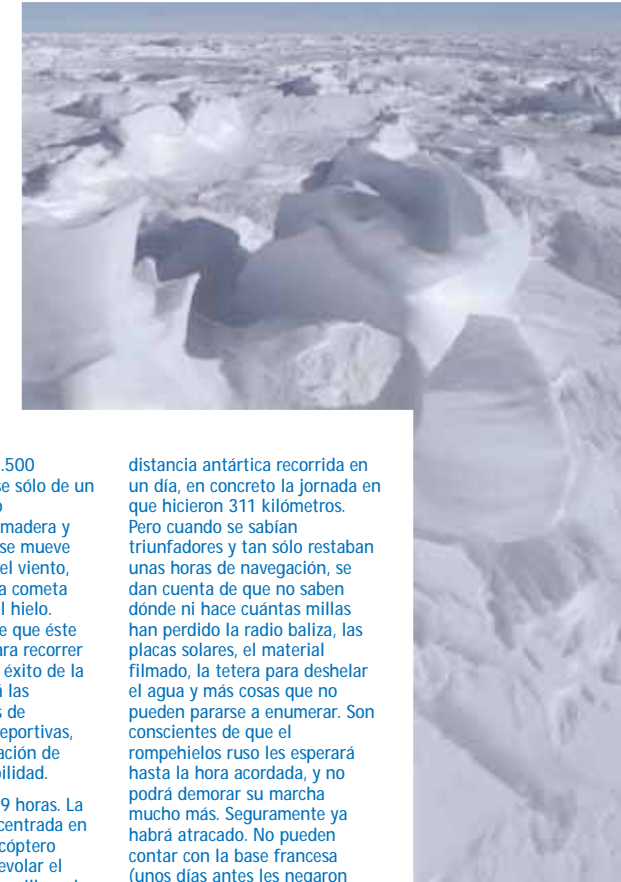 .500
se sólo de un
o
madera y
se mueve
el viento,
a cometa
el hielo.
e que éste
ara recorrer
éxito de la
á las
s de
eportivas,
ación de
bilidad.
9 horas. La
centrada en
cóptero
evolar el
distancia antártica recorrida en
un día, en concreto la jornada en
que hicieron 311 kilómetros.
Pero cuando se sabían
triunfadores y tan sólo restaban
unas horas de navegación, se
dan cuenta de que no saben
dónde ni hace cuántas millas
han perdido la radio baliza, las
placas solares, el material
filmado, la tetera para deshelar
el agua y más cosas que no
pueden pararse a enumerar. Son
conscientes de que el
rompehielos ruso les esperará
hasta la hora acordada, y no
podrá demorar su marcha
mucho más. Seguramente ya
habrá atracado. No pueden
contar con la base francesa
(unos días antes les negaron